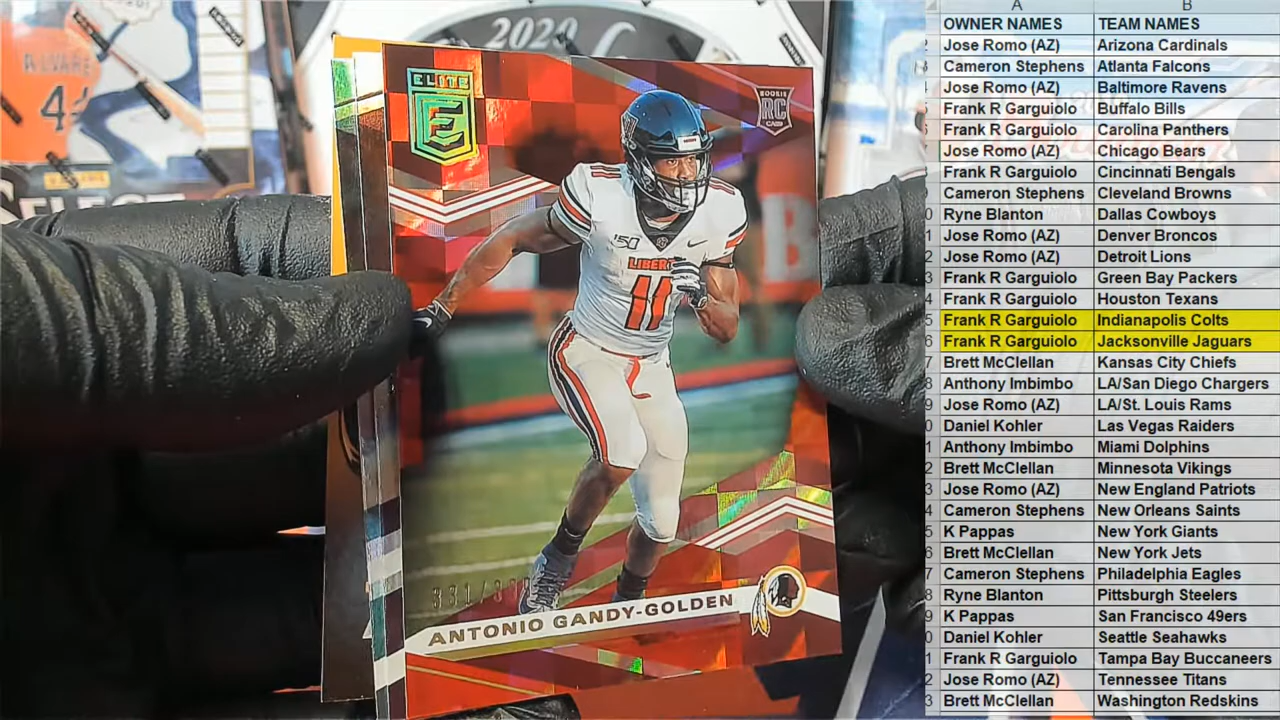 2020
ALVARE
44
ELITE
E
ROOKIE
RC
CARD
11
11
150
LIBERTY
11
B
ANTONIO GANDY-GOLDEN
A B
OWNER NAMES TEAM NAMES
Jose Romo (AZ) Arizona Cardinals
Cameron Stephens Atlanta Falcons
Jose Romo (AZ) Baltimore Ravens
Frank R Garguiolo Buffalo Bills
Frank R Garguiolo Carolina Panthers
Jose Romo (AZ) Chicago Bears
Frank R Garguiolo Cincinnati Bengals
Cameron Stephens Cleveland Browns
Ryne Blanton Dallas Cowboys
Jose Romo (AZ) Denver Broncos
Jose Romo (AZ) Detroit Lions
Frank R Garguiolo Gren Bay Packers
Frank R Garguiolo Houston Texans
Frank R Garguiolo Indianapolis Colts
Frank R Garguiolo Jacksonville Jaguars
Brett McClellan Kansas City Chiefs
Anthony Imbimbo LA/San Diego Chargers
Jose Romo (AZ) LA/St. Louis Rams
Daniel Kohler Las Vegas Raiders
Anthony Imbimbo Miami Dolphins
Brett McClellan Minnesota Vikings
Jose Romo (AZ) New England Patriots
Cameron Stephens New Orleans Saints
K Pappas New York Giants
Brett McClellan New York Jets
Cameron Stephens Philadelphia Eagles
Ryne Blanton Pittsburgh Steelers
K Pappas San Francisco 49ers
Daniel Kohler Seattle Seahawks
Frank R Garguiolo Tampa Bay Buccaneers
Jose Romo (AZ) Tennessee Titans
Brett McClellan Washington Redskins